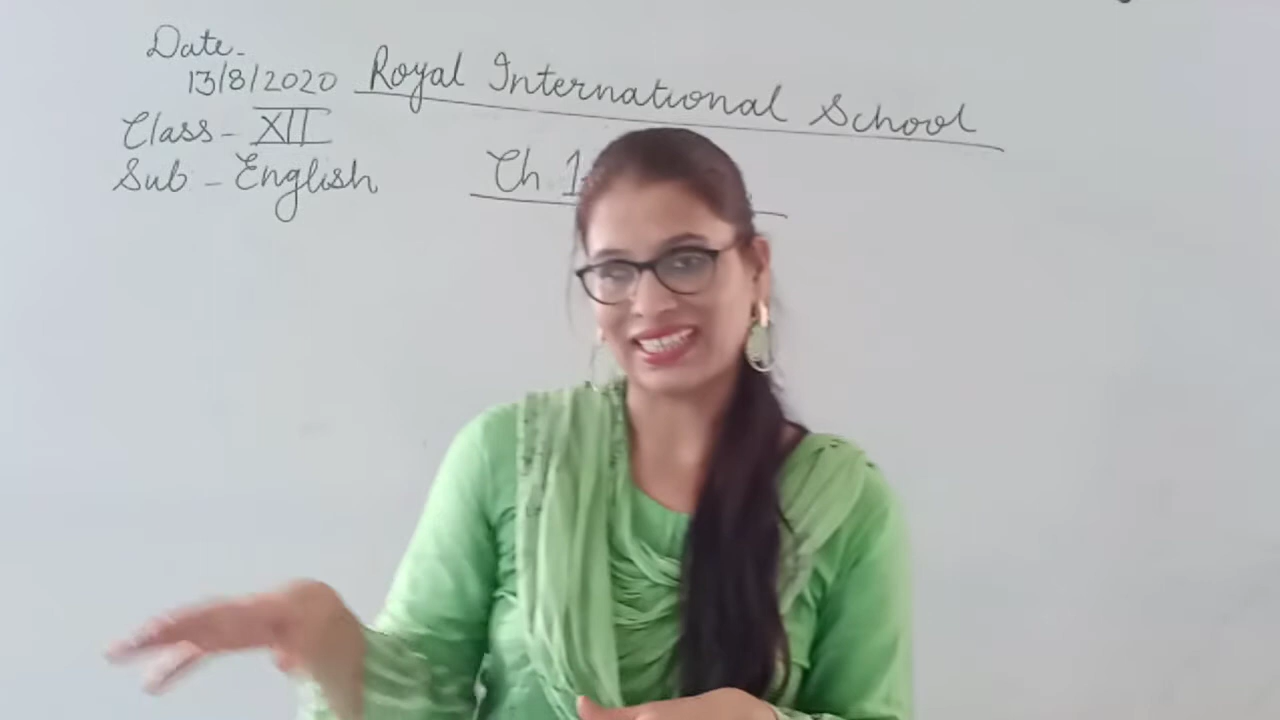 Date-
13/8/2020 Royal International School
Class - XII
Sub - English Ch 1